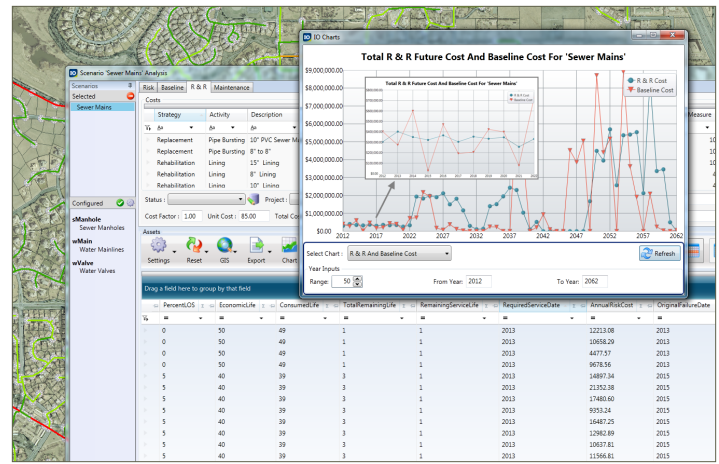 IO Charts
Total R & R Future Cost And Baseline Cost For 'Sewer Mains'
$9,000,000.00
$8,000,000.00
$7,000,000.00
$6,000,000.00
$5,000,000.00
$4,000,000.00
$3,000,000.00
$2,000,000.00
$1,000,000.00
$0.00
2012 2017 2022 2027 2032 2037 2042 2047 2052 2057 2062
R & R Cost
Baseline Cost
Total R & R Future Cost And Baseline Cost For 'Sewer Mains'
R & R Cost
Baseline Cost
Select Chart : R & R And Baseline Cost
Refresh
Year Inputs
Range: 50 From Year: 2012 To Year: 2062
IO Scenario 'Sewer Mains' Analysis
Scenarios
Selected
Sewer Mains
Configured
sManhole
Sewer Manholes
wMain
Water Mainlines
wValve
Water Valves
Risk Baseline R & R Maintenance
Costs
Strategy Activity Description Measure
Replacement Pipe Bursting 10" PVC Sewer
Replacement Pipe Bursting 8" to 8"
Rehabilitation Lining 15" Lining
Rehabilitation Lining 8" Lining
Rehabilitation Lining 10" Lining
Status : Project :
Cost Factor : 1.00 Unit Cost : 85.00 Total
Assets
Settings Reset GIS Export Chart
Drag a field here to group by that field
PercentLOS EconomicLife ConsumedLife TotalRemainingLife RemainingServiceLife RequiredServiceDate AnnualRiskCost OriginalFailureDate
0 50 49 1 1 2013 12213.08 2013
0 50 49 1 1 2013 10658.29 2013
0 50 49 1 1 2013 4477.57 2013
0 50 49 1 1 2013 9678.56 2013
5 40 39 3 1 2013 14897.34 2015
5 40 39 3 1 2013 21352.38 2015
5 40 39 3 1 2013 17480.60 2015
5 40 39 3 1 2013 9353.24 2015
5 40 39 3 1 2013 16487.25 2015
5 40 39 3 1 2013 12982.89 2015
5 40 39 3 1 2013 10637.81 2015
5 40 39 3 1 2013 11566.81 2015